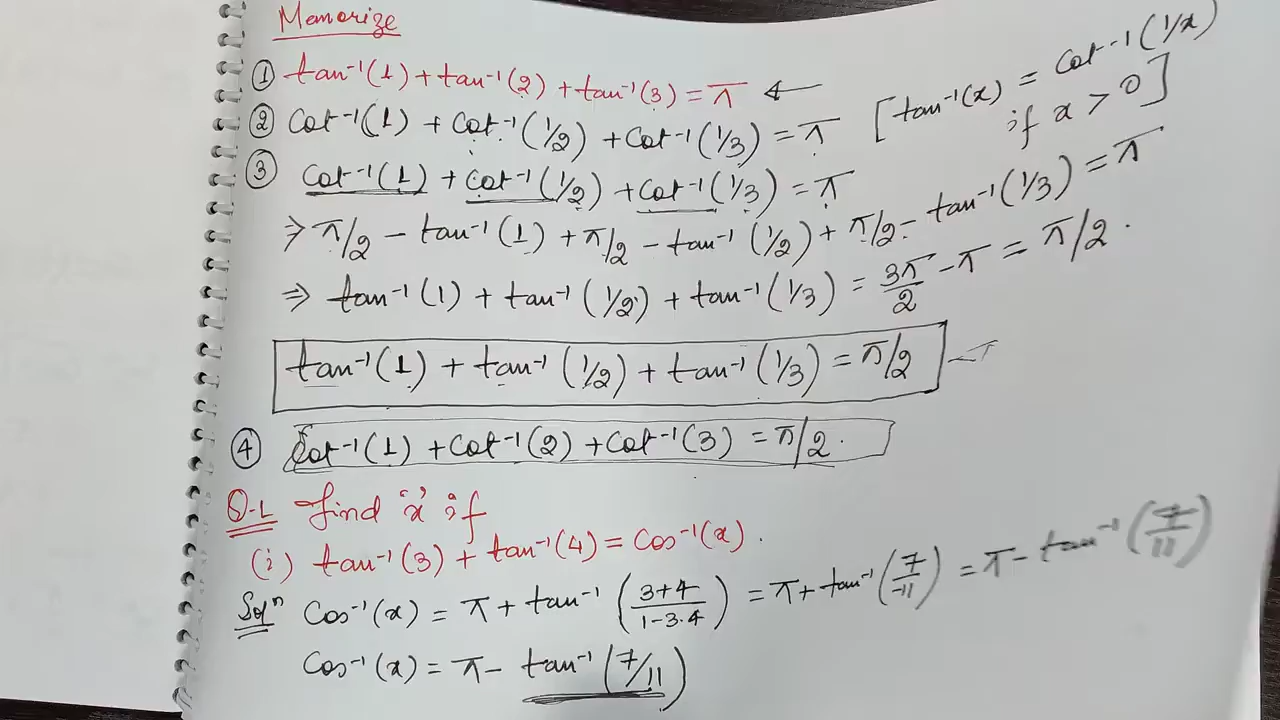 Memorize
① tan⁻¹(1) + tan⁻¹(2) + tan⁻¹(3) = π ←
② Cot⁻¹(1) + Cot⁻¹(1/2) + Cot⁻¹(1/3) = π [tan⁻¹(x) = Cot⁻¹(1/x)
if x > 0]
③ Cot⁻¹(1) + Cot⁻¹(1/2) + Cot⁻¹(1/3) = π
⇒ π/2 - tan⁻¹(1) + π/2 - tan⁻¹(1/2) + π/2 - tan⁻¹(1/3) = π
⇒ tan⁻¹(1) + tan⁻¹(1/2) + tan⁻¹(1/3) = 3π/2 - π = π/2.
tan⁻¹(1) + tan⁻¹(1/2) + tan⁻¹(1/3) = π/2
④ Cot⁻¹(1) + Cot⁻¹(2) + Cot⁻¹(3) = π/2.
Q.1 find 'x' if
(i) tan⁻¹(3) + tan⁻¹(4) = Cos⁻¹(x).
Solⁿ Cos⁻¹(x) = π + tan⁻¹((3+4)/(1-3.4)) = π + tan⁻¹(7/-11) = π - tan⁻¹(7/11)
Cos⁻¹(x) = π - tan⁻¹(7/11)